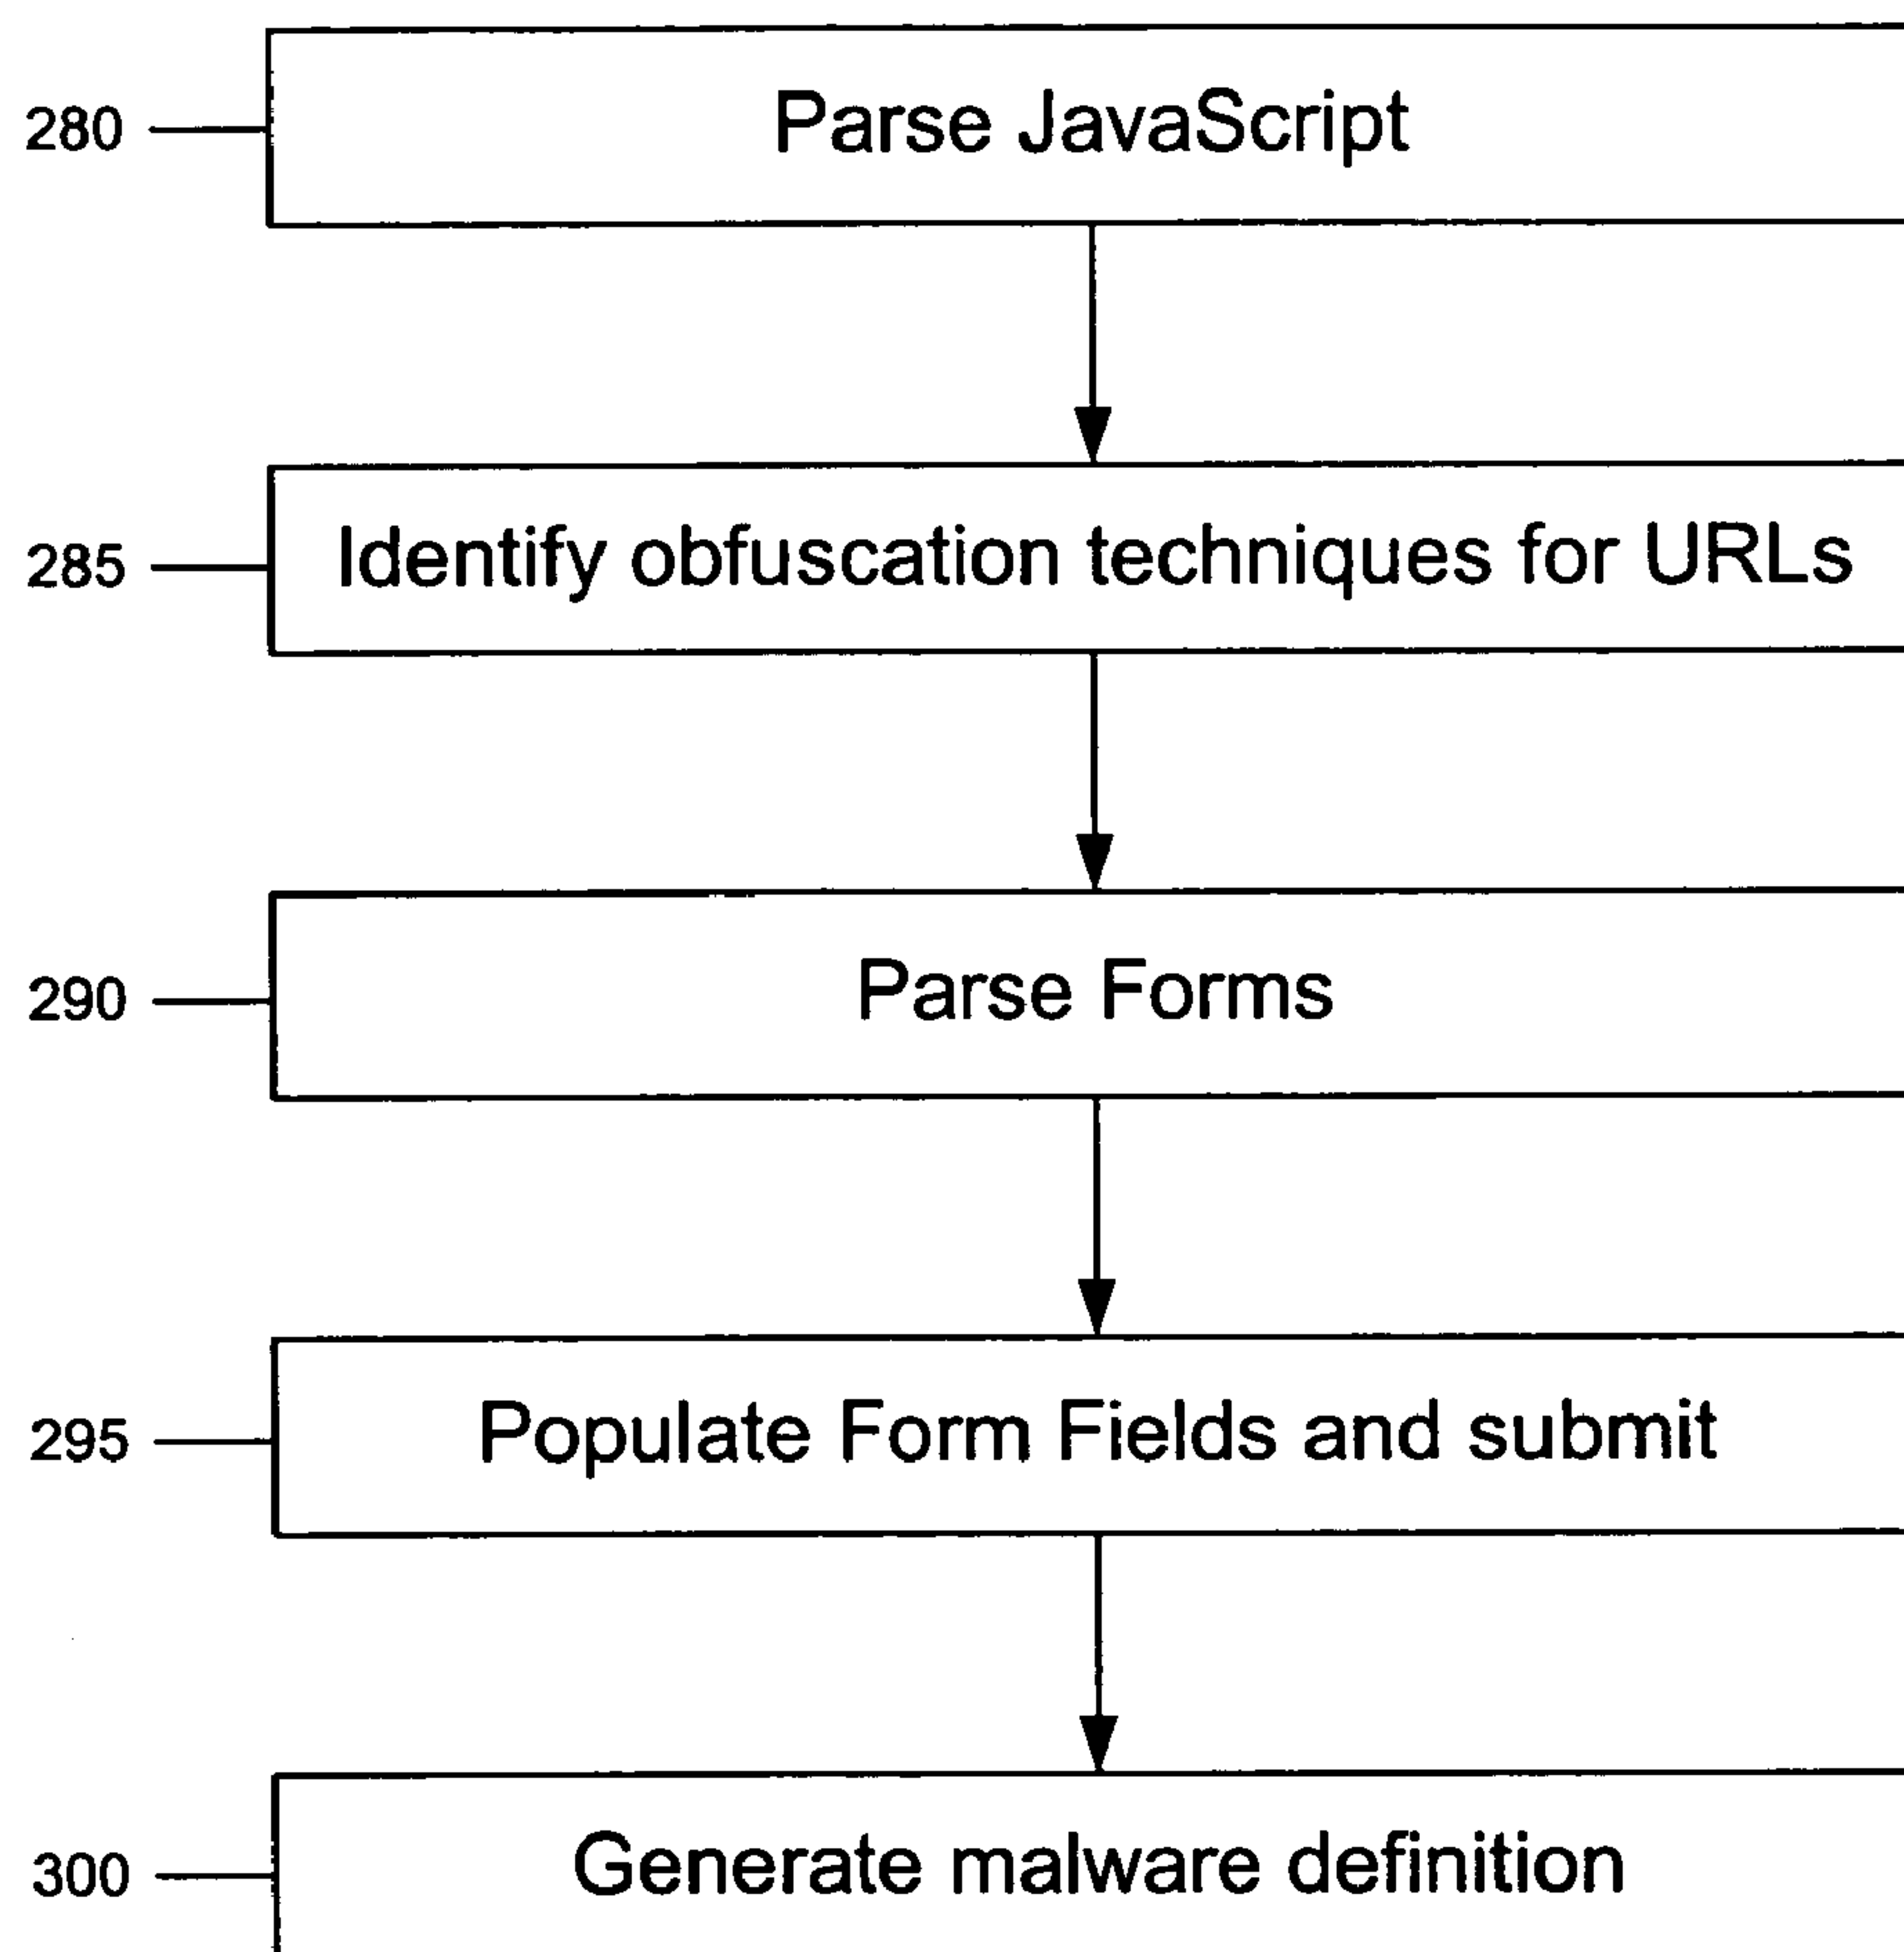 280 Parse JavaScript
285 Identify obfuscation techniques for URLs
290 Parse Forms
295 Populate Form Fields and submit
300 Generate malware definition